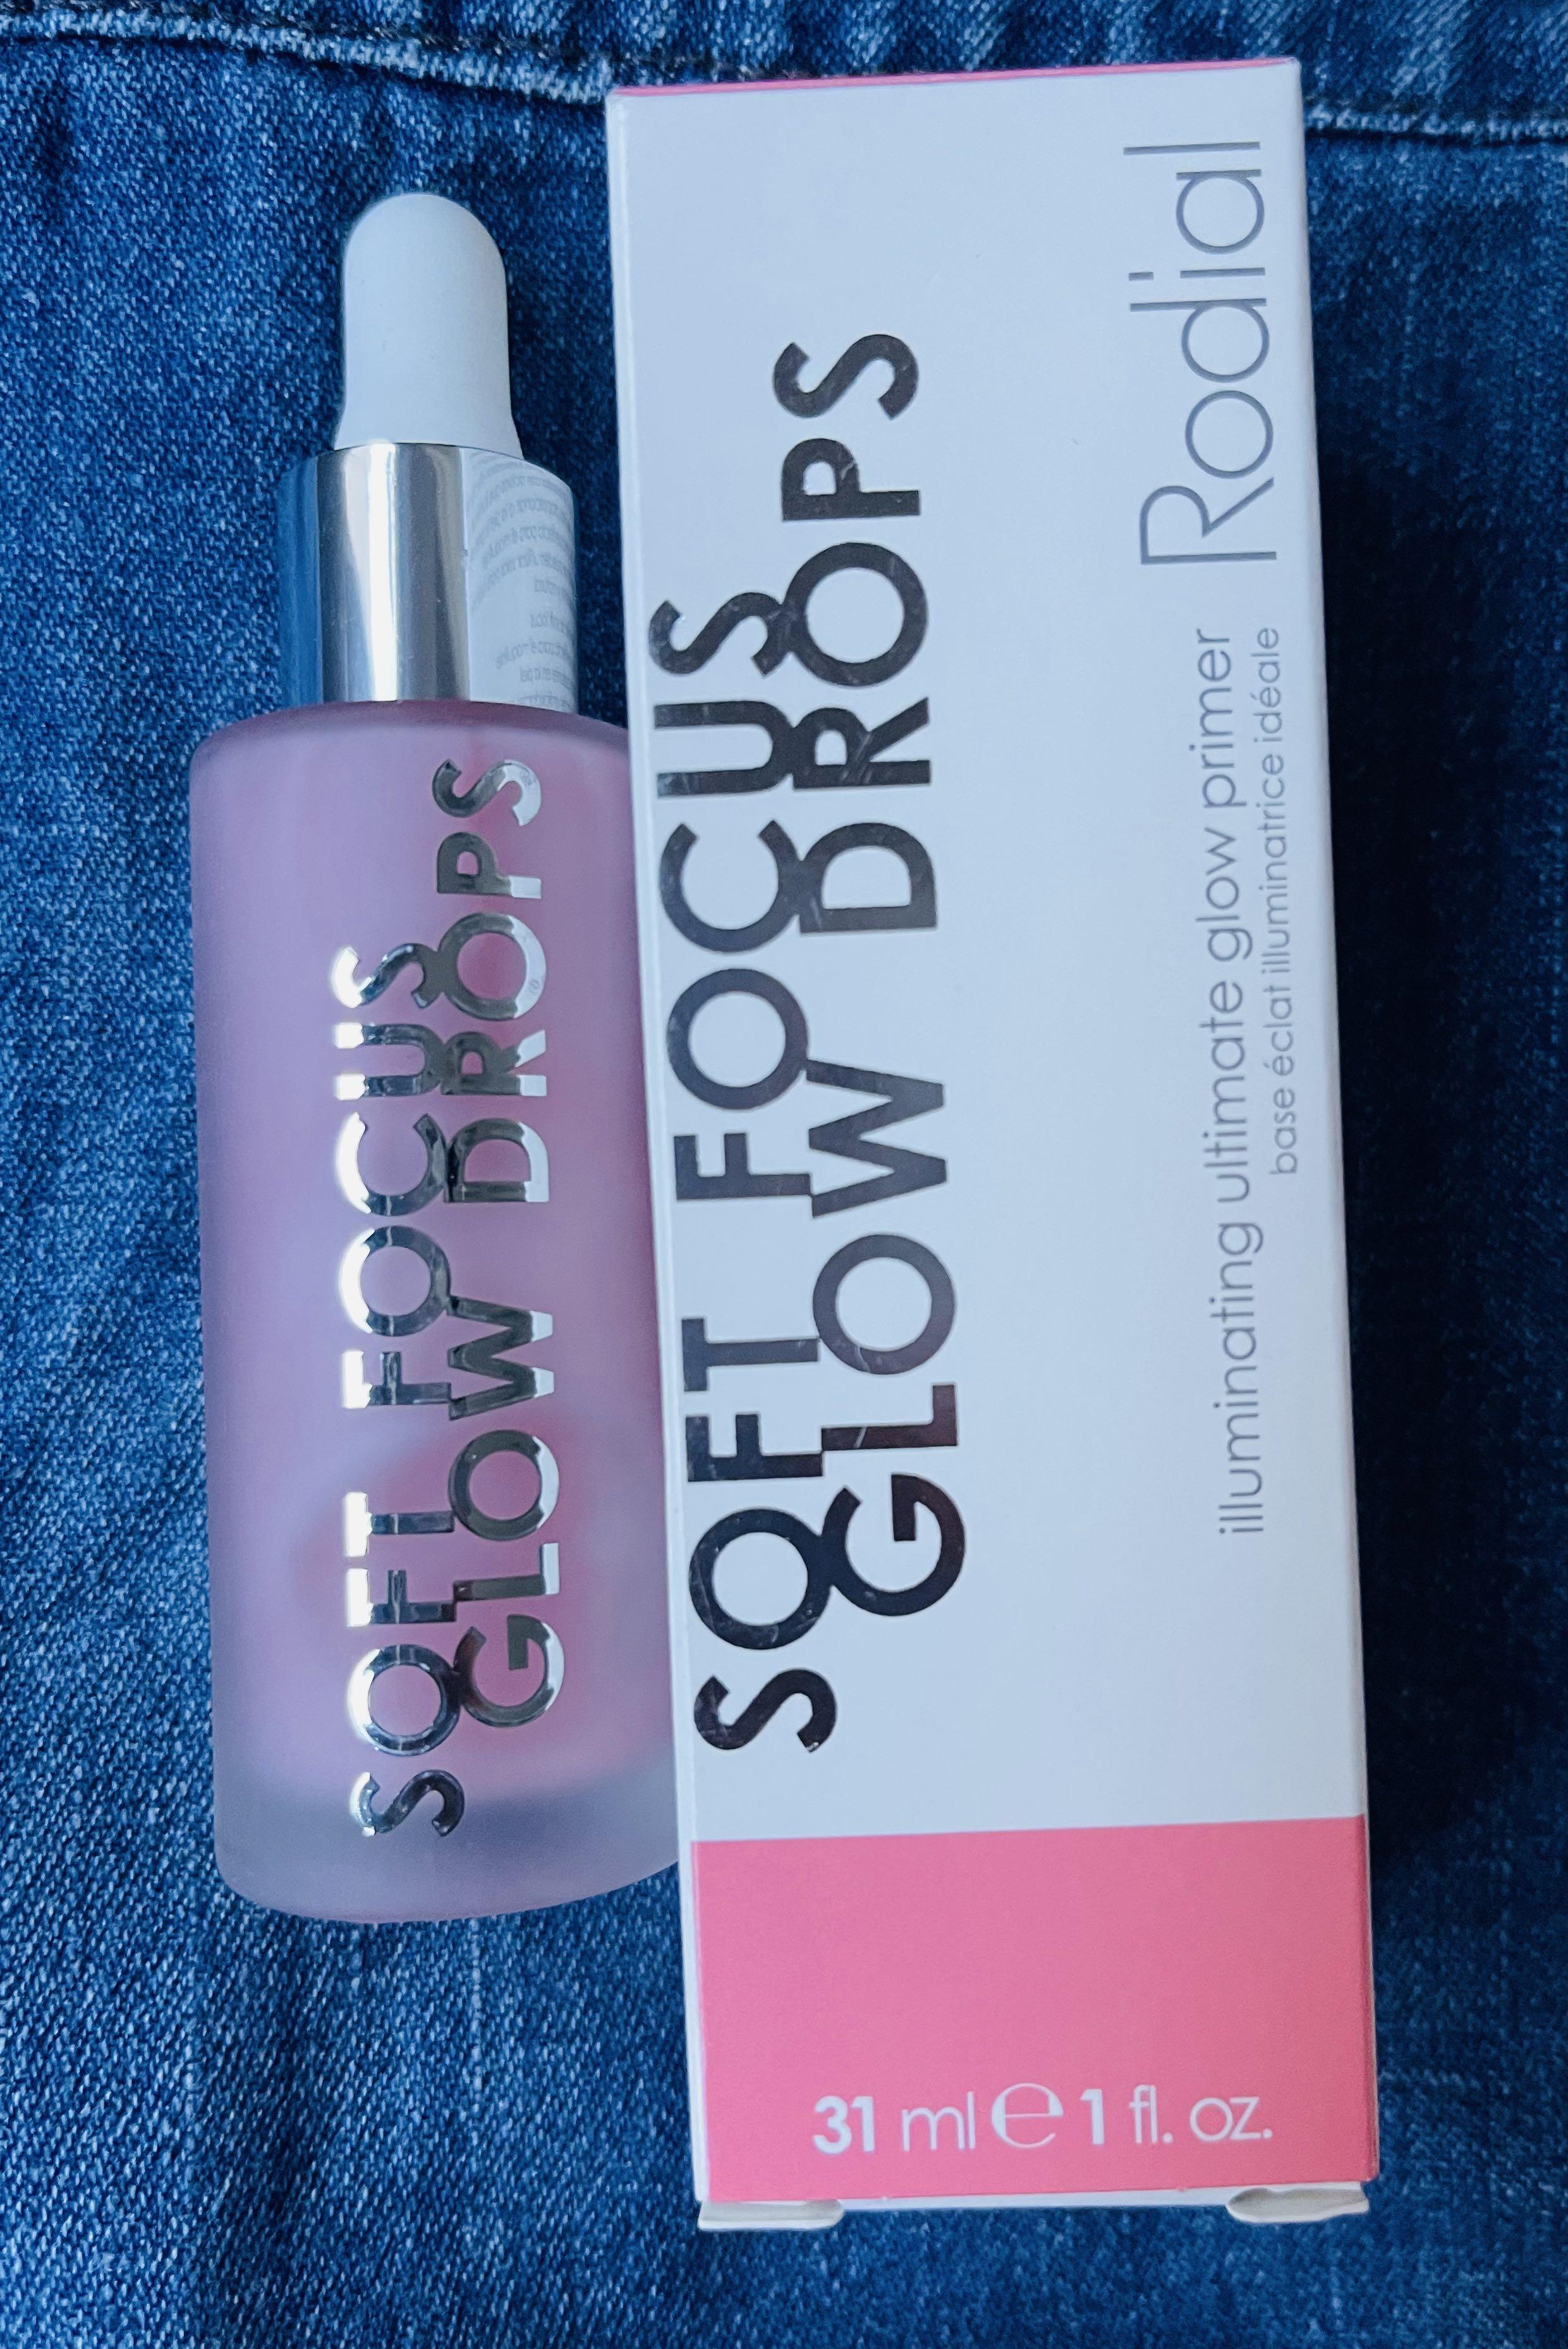 SOFT FOCUS
GLOW DROPS
SOFT FOCUS
GLOW DROPS
illuminating ultimate glow primer
base éclat illuminatrice idéale
Rodial
31 ml ℮ 1 fl. oz.